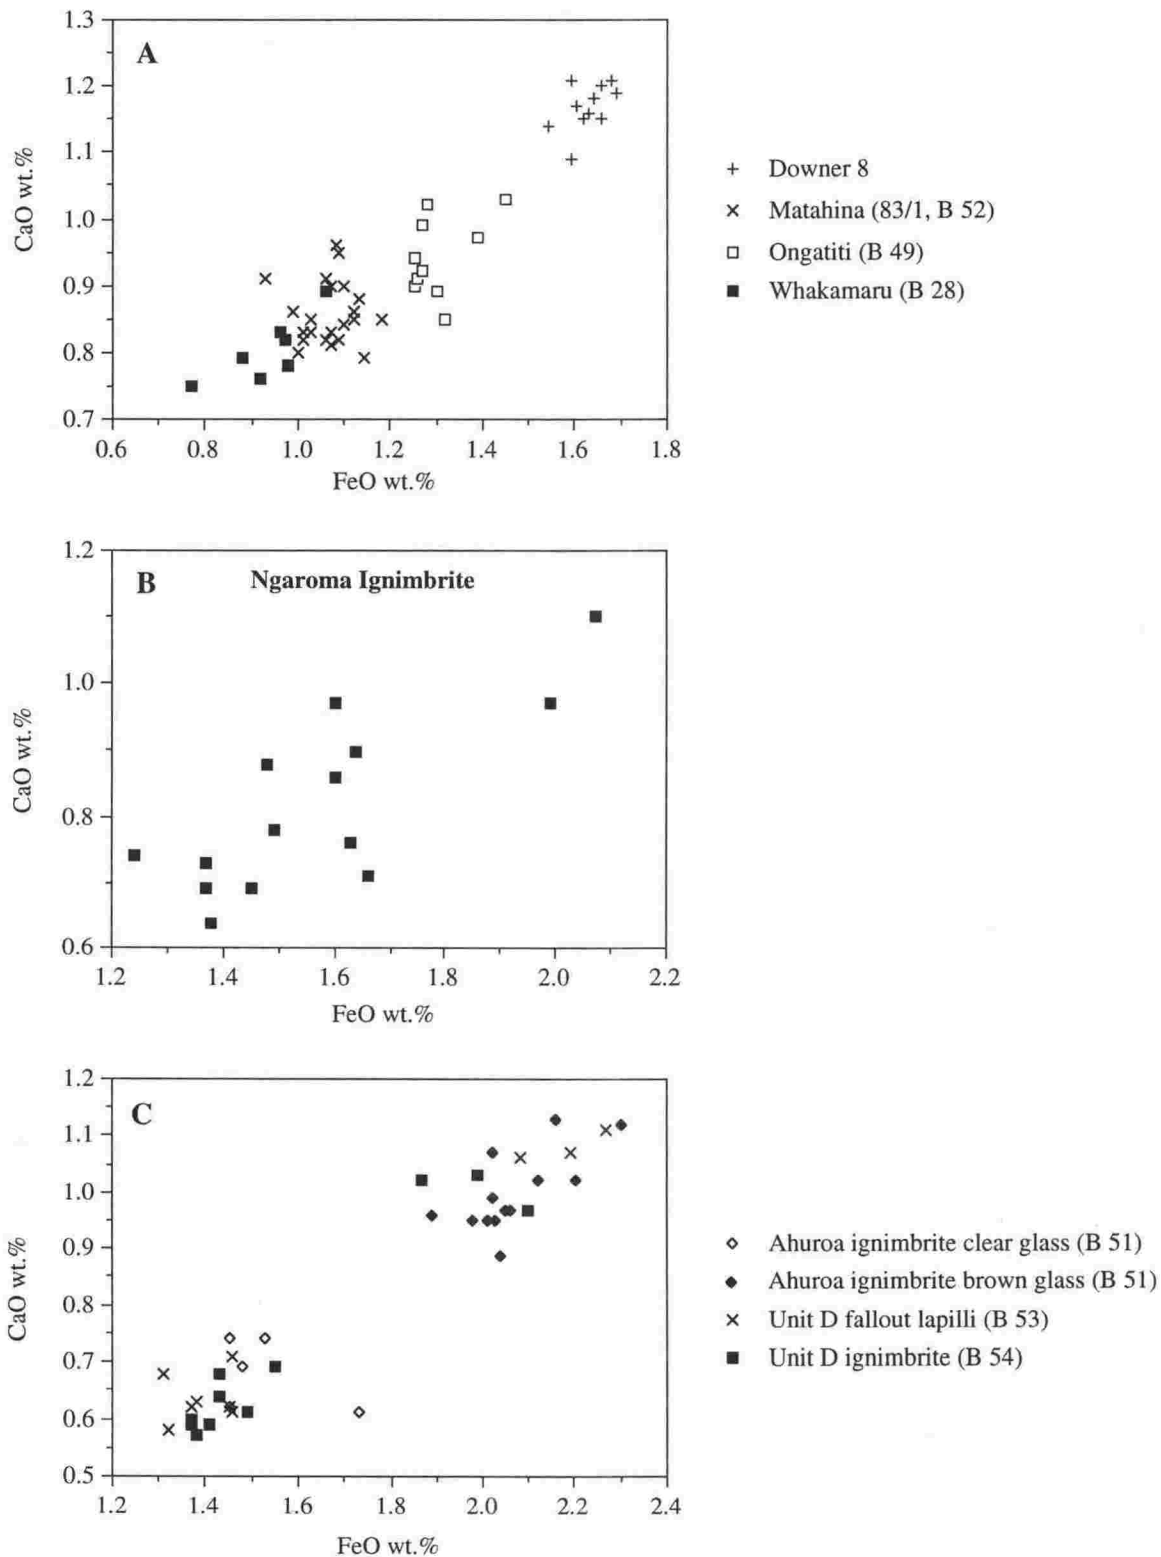 1.3
A
1.2
1.1
1.0
0.9
0.8
0.7
CaO wt.%
0.6 0.8 1.0 1.2 1.4 1.6 1.8
FeO wt.%
+ Downer 8
× Matahina (83/1, B 52)
□ Ongatiti (B 49)
■ Whakamaru (B 28)
1.2
B Ngaroma Ignimbrite
1.0
0.8
0.6
CaO wt.%
1.2 1.4 1.6 1.8 2.0 2.2
FeO wt.%
1.2
C
1.1
1.0
0.9
0.8
0.7
0.6
0.5
CaO wt.%
1.2 1.4 1.6 1.8 2.0 2.2 2.4
FeO wt.%
◇ Ahuroa ignimbrite clear glass (B 51)
◆ Ahuroa ignimbrite brown glass (B 51)
× Unit D fallout lapilli (B 53)
■ Unit D ignimbrite (B 54)